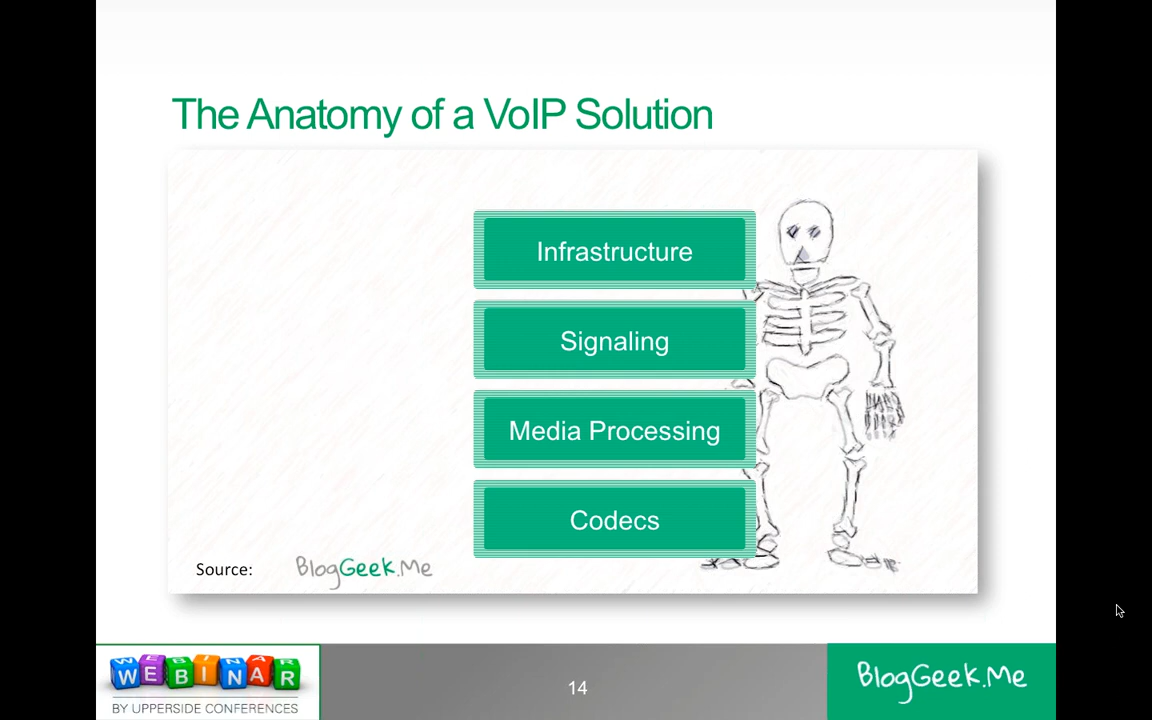 The Anatomy of a VoIP Solution
Infrastructure
Signaling
Media Processing
Codecs
Source: BlogGeek.Me
WEBINAR
BY UPPERSIDE CONFERENCES
14
BlogGeek.Me